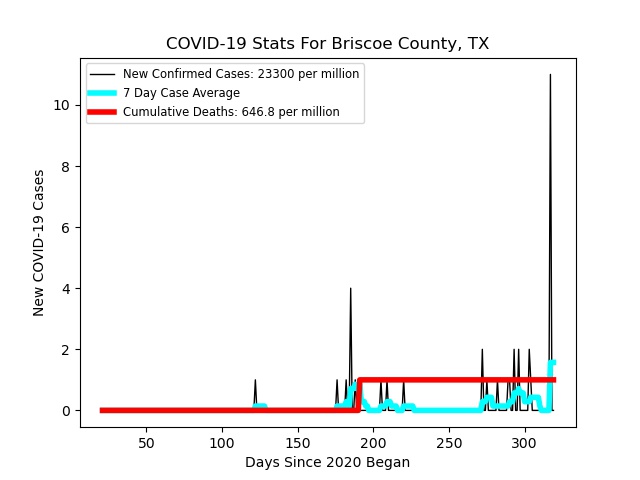 COVID-19 Stats For Briscoe County, TX
New Confirmed Cases: 23300 per million
7 Day Case Average
Cumulative Deaths: 646.8 per million
New COVID-19 Cases
10
8
6
4
2
0
50 100 150 200 250 300
Days Since 2020 Began